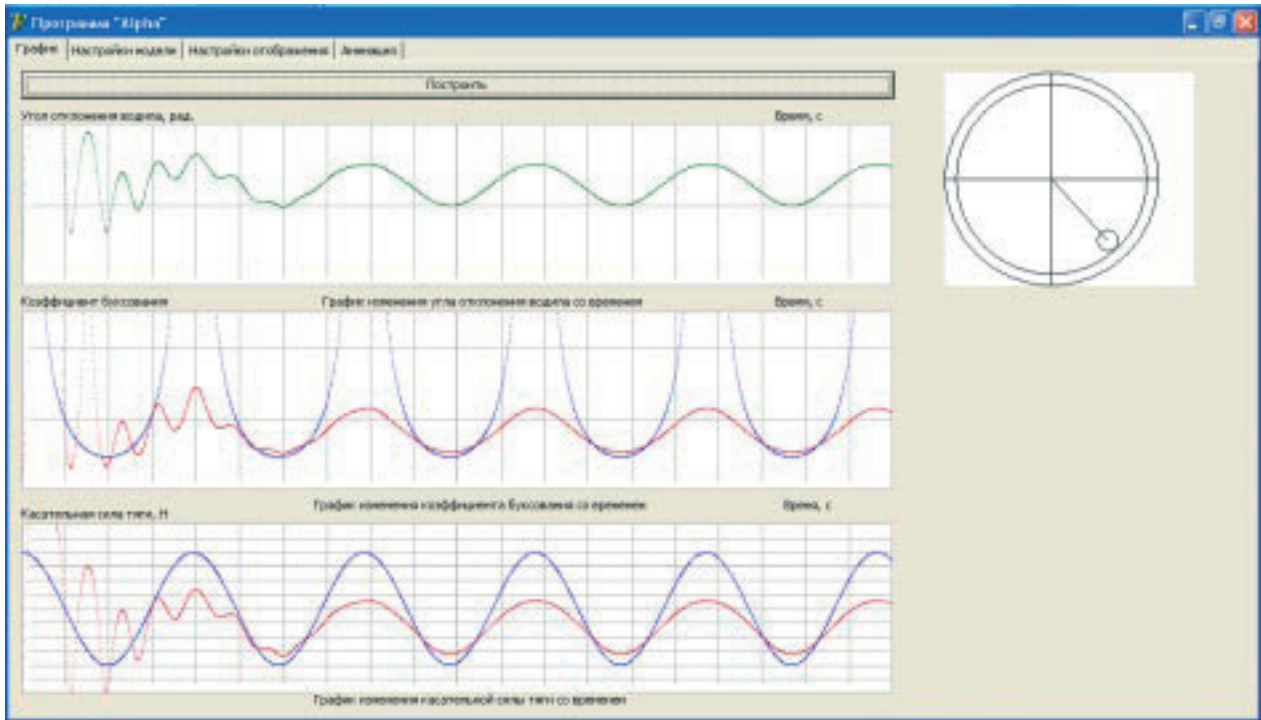 Программа "Alpha"
График Настройки модели Настройки отображения Анимация
Построить
Угол отклонения водила, рад. Время, с
Коэффициент буксования График изменения угла отклонения водила со временем Время, с
Касательная сила тяги, Н График изменения коэффициента буксования со временем Время, с
График изменения касательной силы тяги со временем